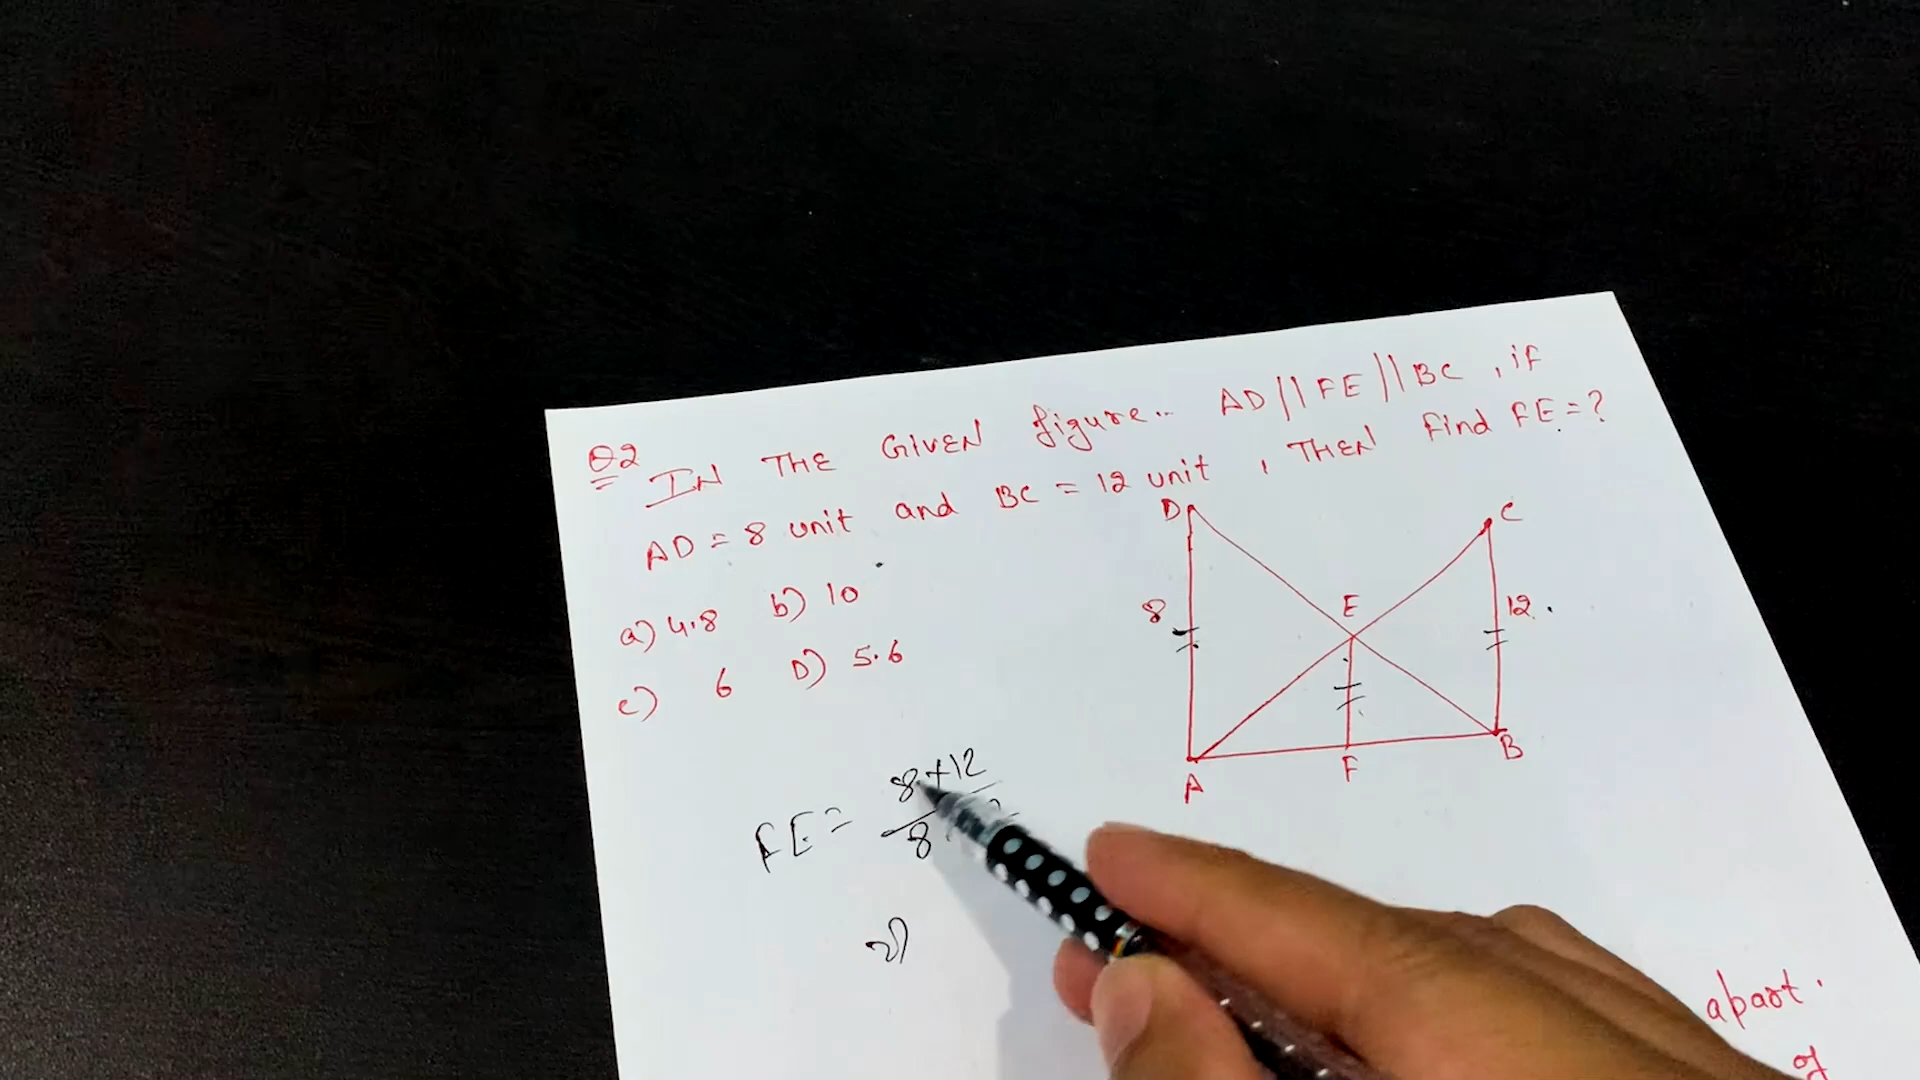 Q2
IN THE GIVEN figure.. AD || FE || BC , if
AD = 8 unit and BC = 12 unit , THEN find FE = ?
a) 4.8 b) 10
c) 6 D) 5.6
D C
E
8 12
A F B
FE = 8+12
8
apart.
of